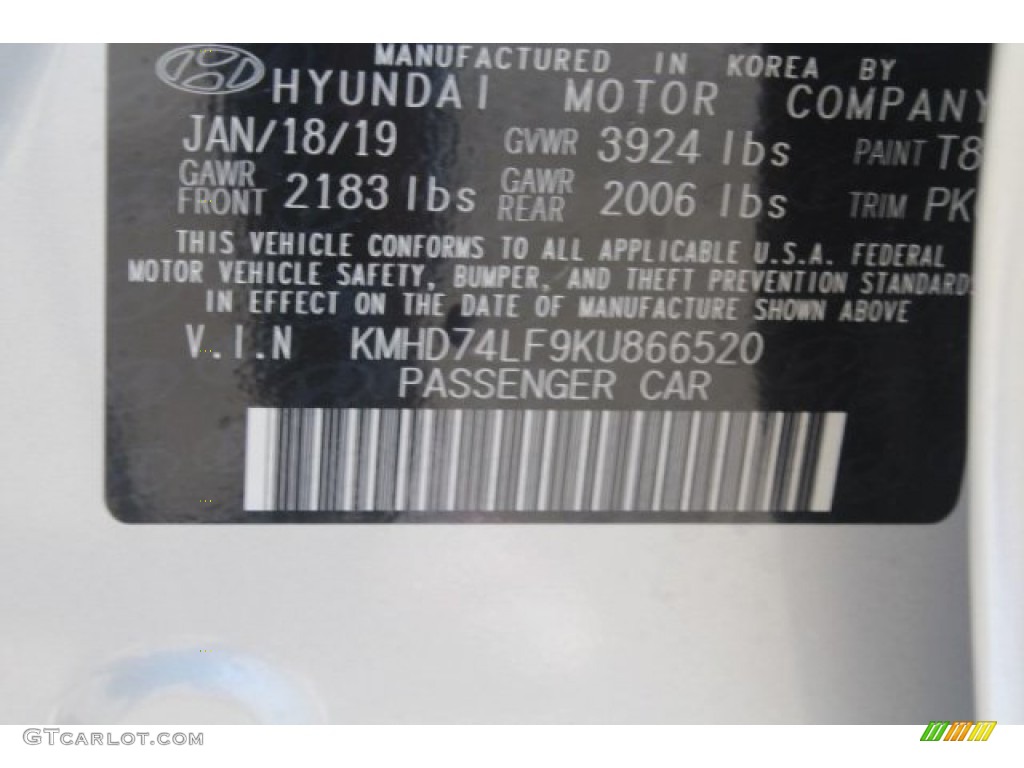 MANUFACTURED IN KOREA BY
HYUNDAI MOTOR COMPANY
JAN/18/19 GVWR 3924 lbs PAINT T8
GAWR FRONT 2183 lbs GAWR REAR 2006 lbs TRIM PK
THIS VEHICLE CONFORMS TO ALL APPLICABLE U.S.A. FEDERAL
MOTOR VEHICLE SAFETY, BUMPER, AND THEFT PREVENTION STANDARDS
IN EFFECT ON THE DATE OF MANUFACTURE SHOWN ABOVE
V.I.N KMHD74LF9KU866520
PASSENGER CAR
GTCARLOT.COM